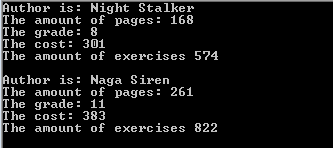 Author is: Night Stalker
The amount of pages: 168
The grade: 8
The cost: 301
The amount of exercises 574
Author is: Naga Siren
The amount of pages: 261
The grade: 11
The cost: 383
The amount of exercises 822